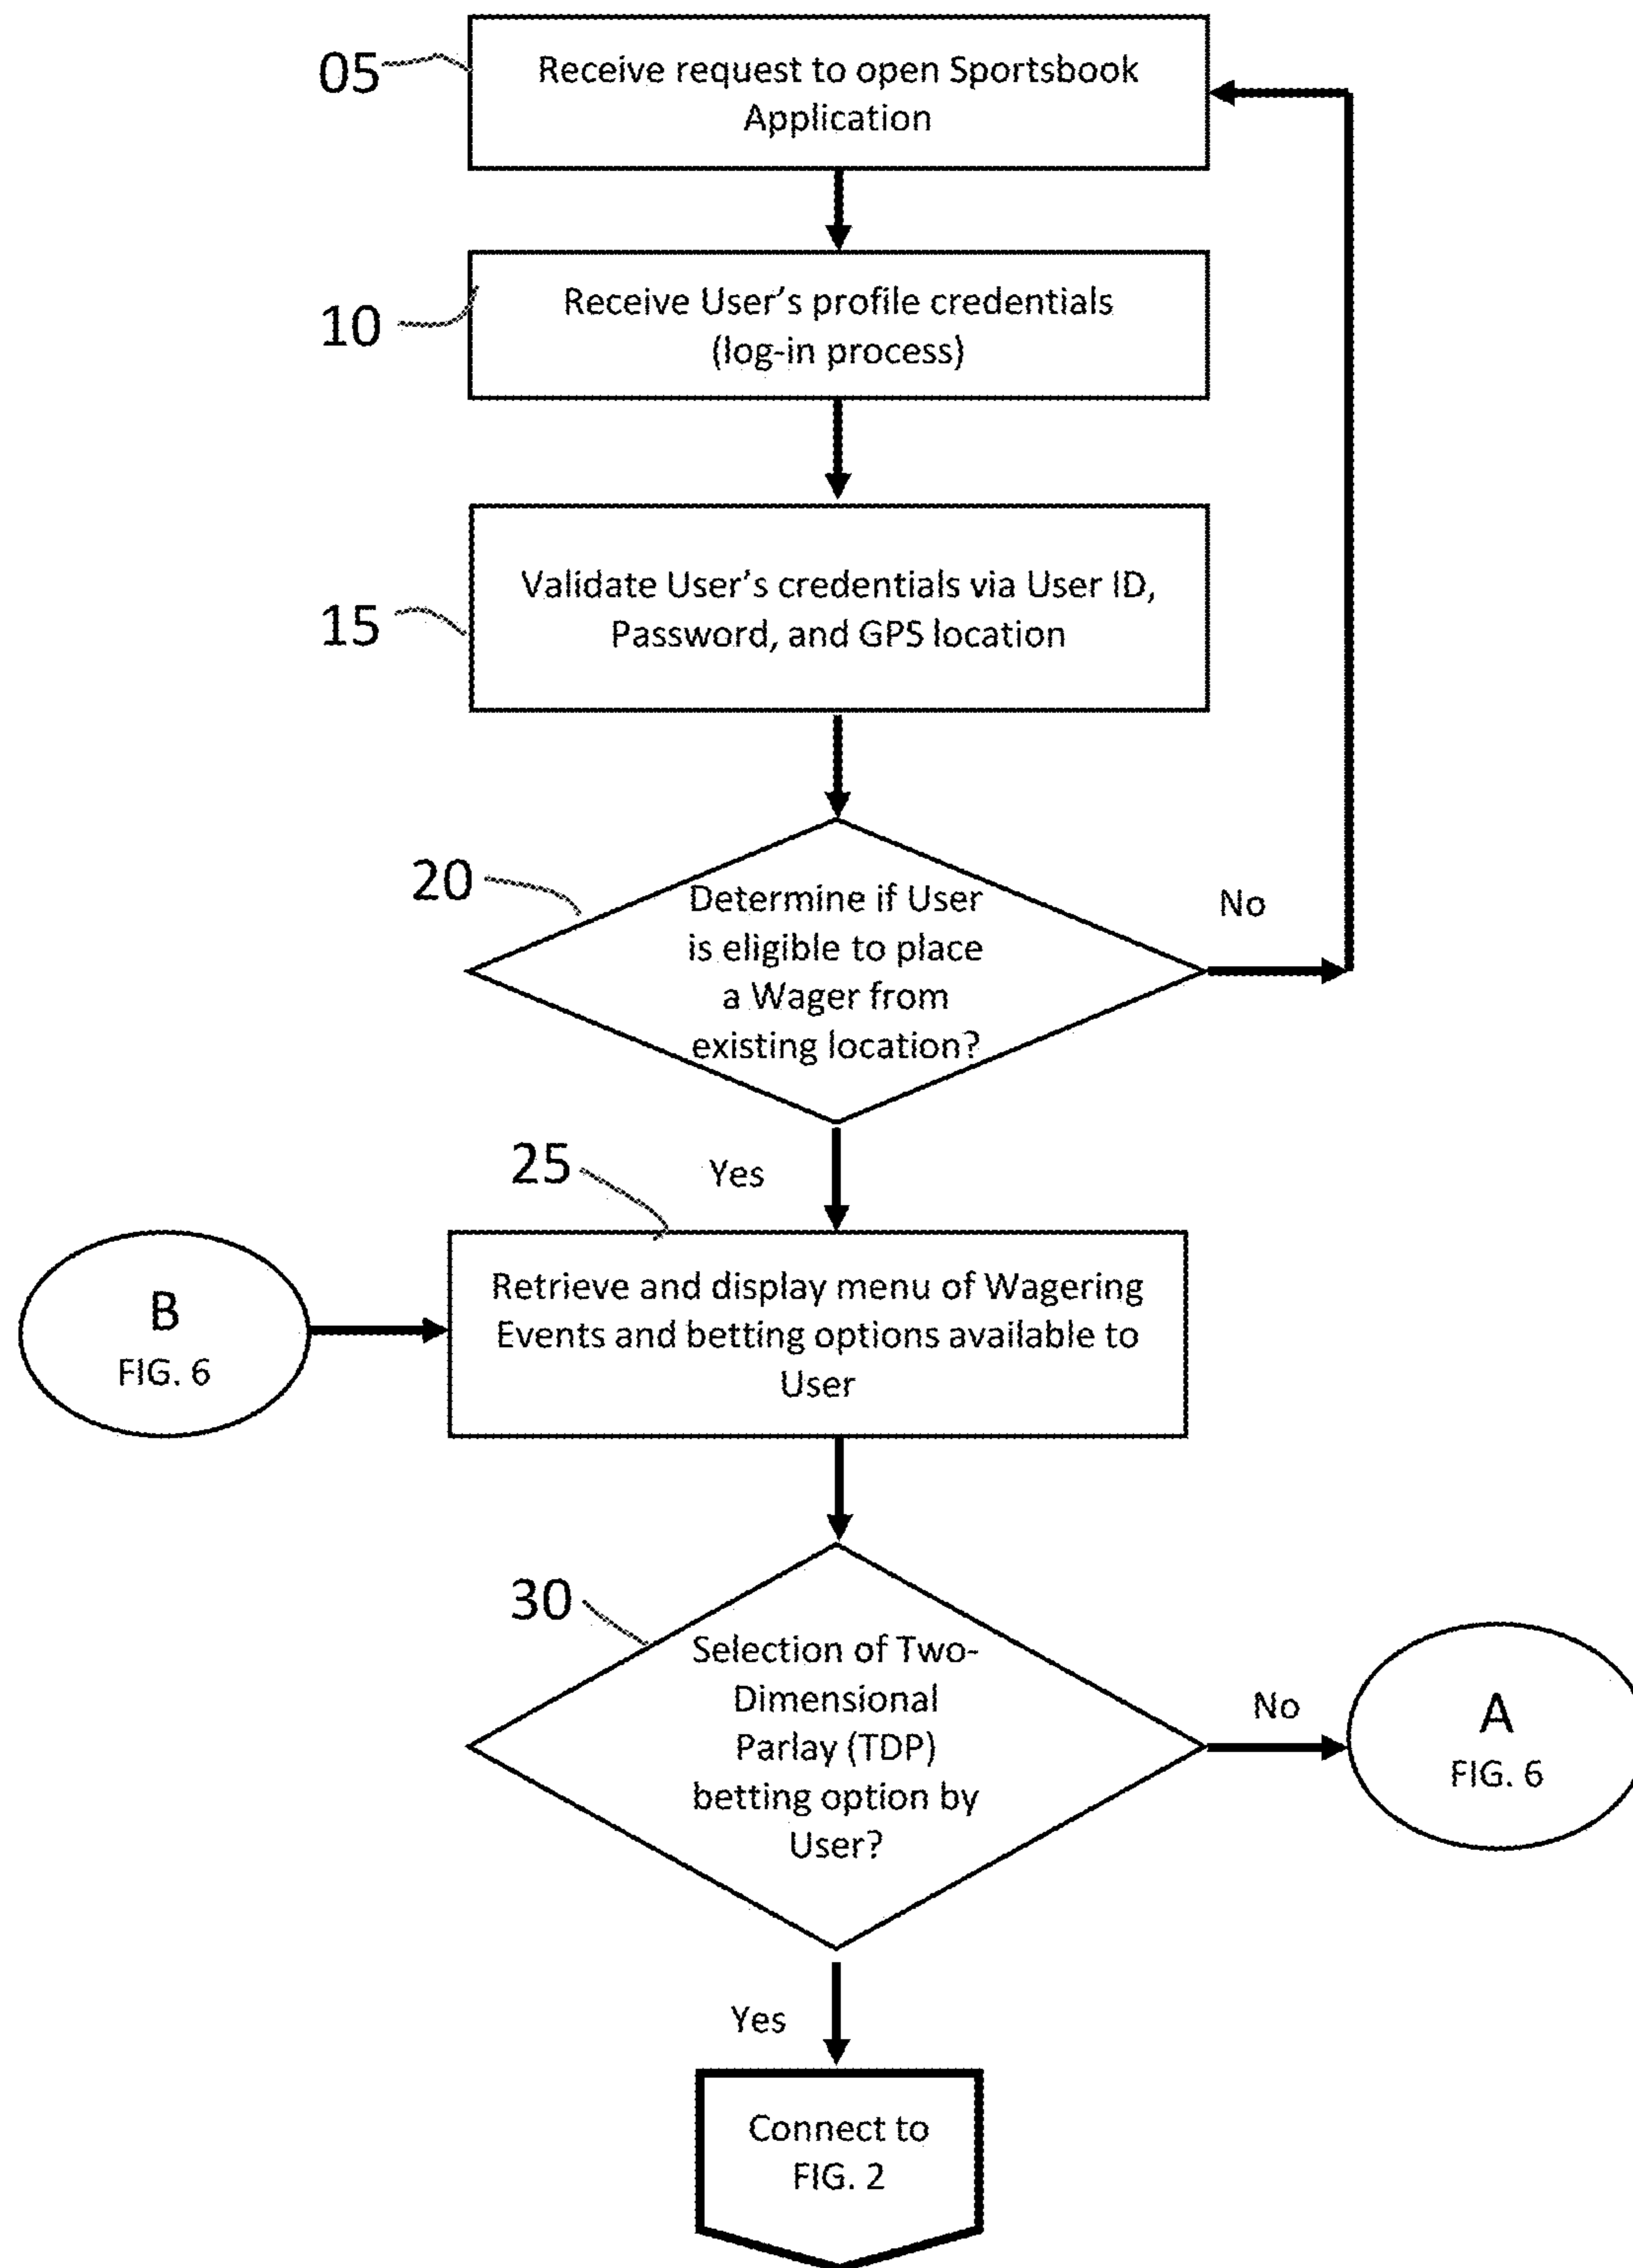 05
Receive request to open Sportsbook
Application
10
Receive User's profile credentials
(log-in process)
15
Validate User's credentials via User ID,
Password, and GPS location
20
Determine if User
is eligible to place
a Wager from
existing location?
No
25
Yes
B
FIG. 6
Retrieve and display menu of Wagering
Events and betting options available to
User
30
Selection of Two-
Dimensional
Parlay (TDP)
betting option by
User?
No
A
FIG. 6
Yes
Connect to
FIG. 2